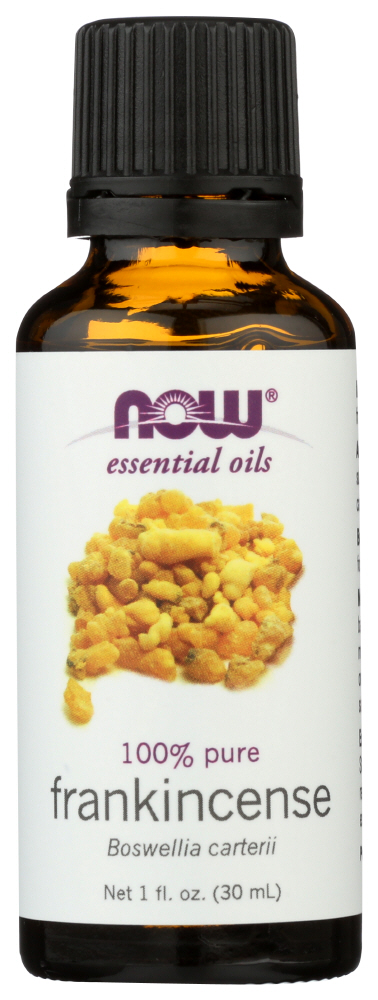 NOW®
essential oils
100% pure
frankincense
Boswellia carterii
Net 1 fl. oz. (30 mL)